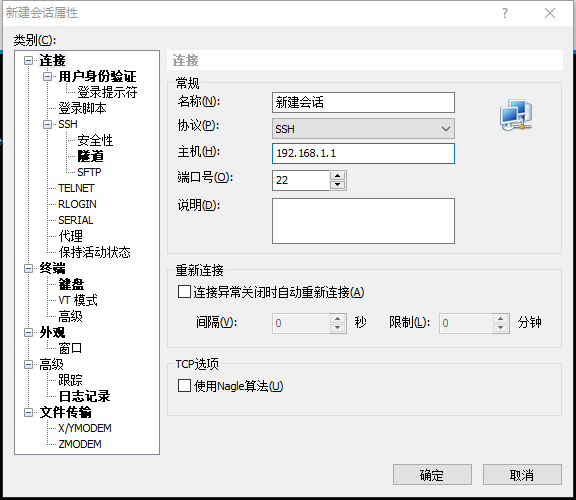 新建会话属性
类别(C):
连接
用户身份验证
登录提示符
登录脚本
SSH
安全性
隧道
SFTP
TELNET
RLOGIN
SERIAL
代理
保持活动状态
终端
键盘
VT 模式
高级
外观
窗口
高级
跟踪
日志记录
文件传输
X/YMODEM
ZMODEM
连接
常规
名称(N): 新建会话
协议(P): SSH
主机(H): 192.168.1.1
端口号(O): 22
说明(D):
重新连接
连接异常关闭时自动重新连接(A)
间隔(V): 0 秒 限制(L): 0 分钟
TCP选项
使用Nagle算法(U)
确定 取消